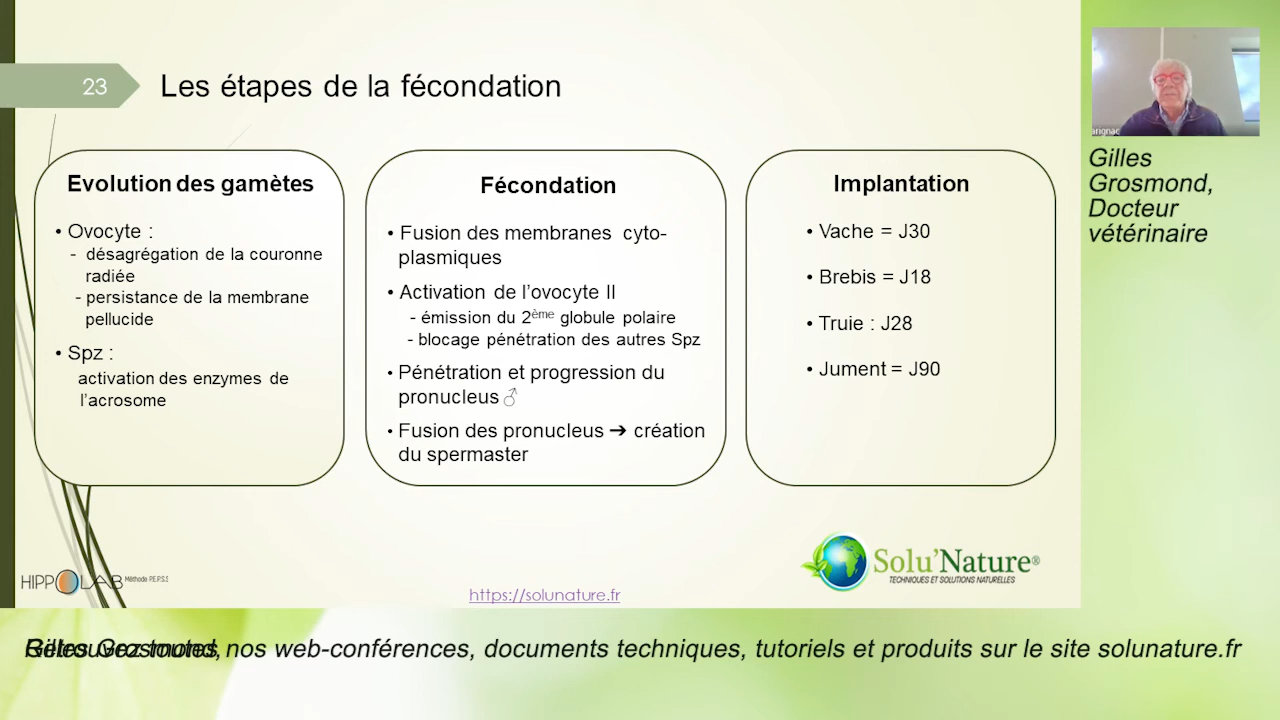 23
Les étapes de la fécondation
Evolution des gamètes
• Ovocyte :
- désagrégation de la couronne
radiée
- persistance de la membrane
pellucide
• Spz :
activation des enzymes de
l’acrosome
Fécondation
• Fusion des membranes cyto-
plasmiques
• Activation de l’ovocyte II
- émission du 2ème globule polaire
- blocage pénétration des autres Spz
• Pénétration et progression du
pronucleus ♂
• Fusion des pronucleus ➔ création
du spermaster
Implantation
• Vache = J30
• Brebis = J18
• Truie : J28
• Jument = J90
arignac
Gilles
Grosmond,
Docteur
vétérinaire
HIPPOLAB Méthode P.E.P.S.S
https://solunature.fr
Solu’Nature®
TECHNIQUES ET SOLUTIONS NATURELLES
nos web-conférences, documents techniques, tutoriels et produits sur le site solunature.fr